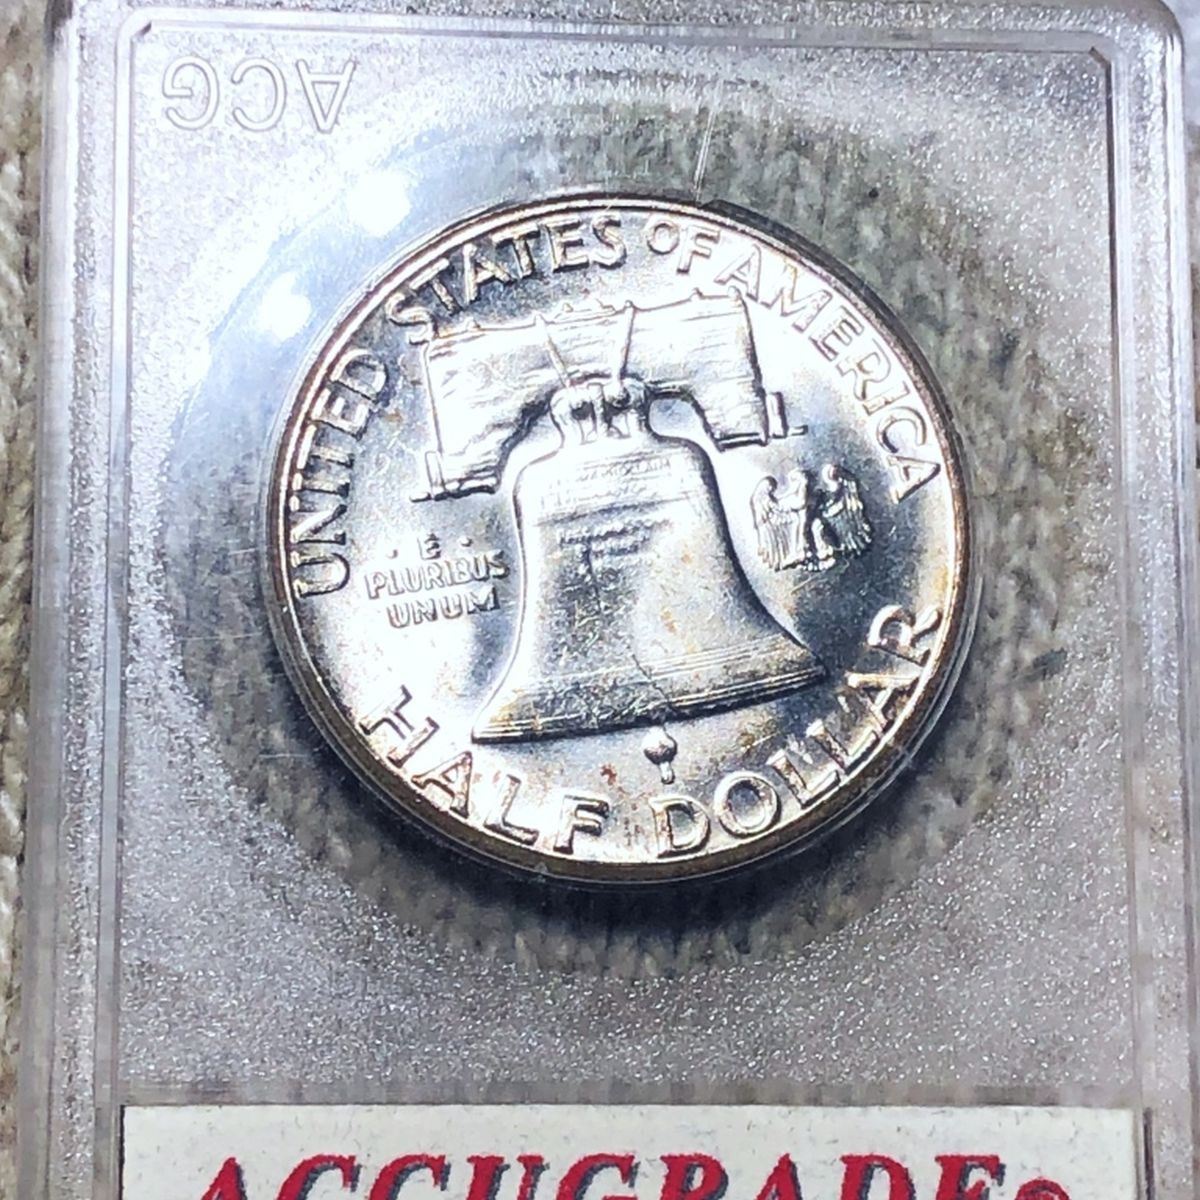 ACG
UNITED STATES OF AMERICA
· E ·
PLURIBUS
UNUM
HALF DOLLAR
ACCUGRADE®